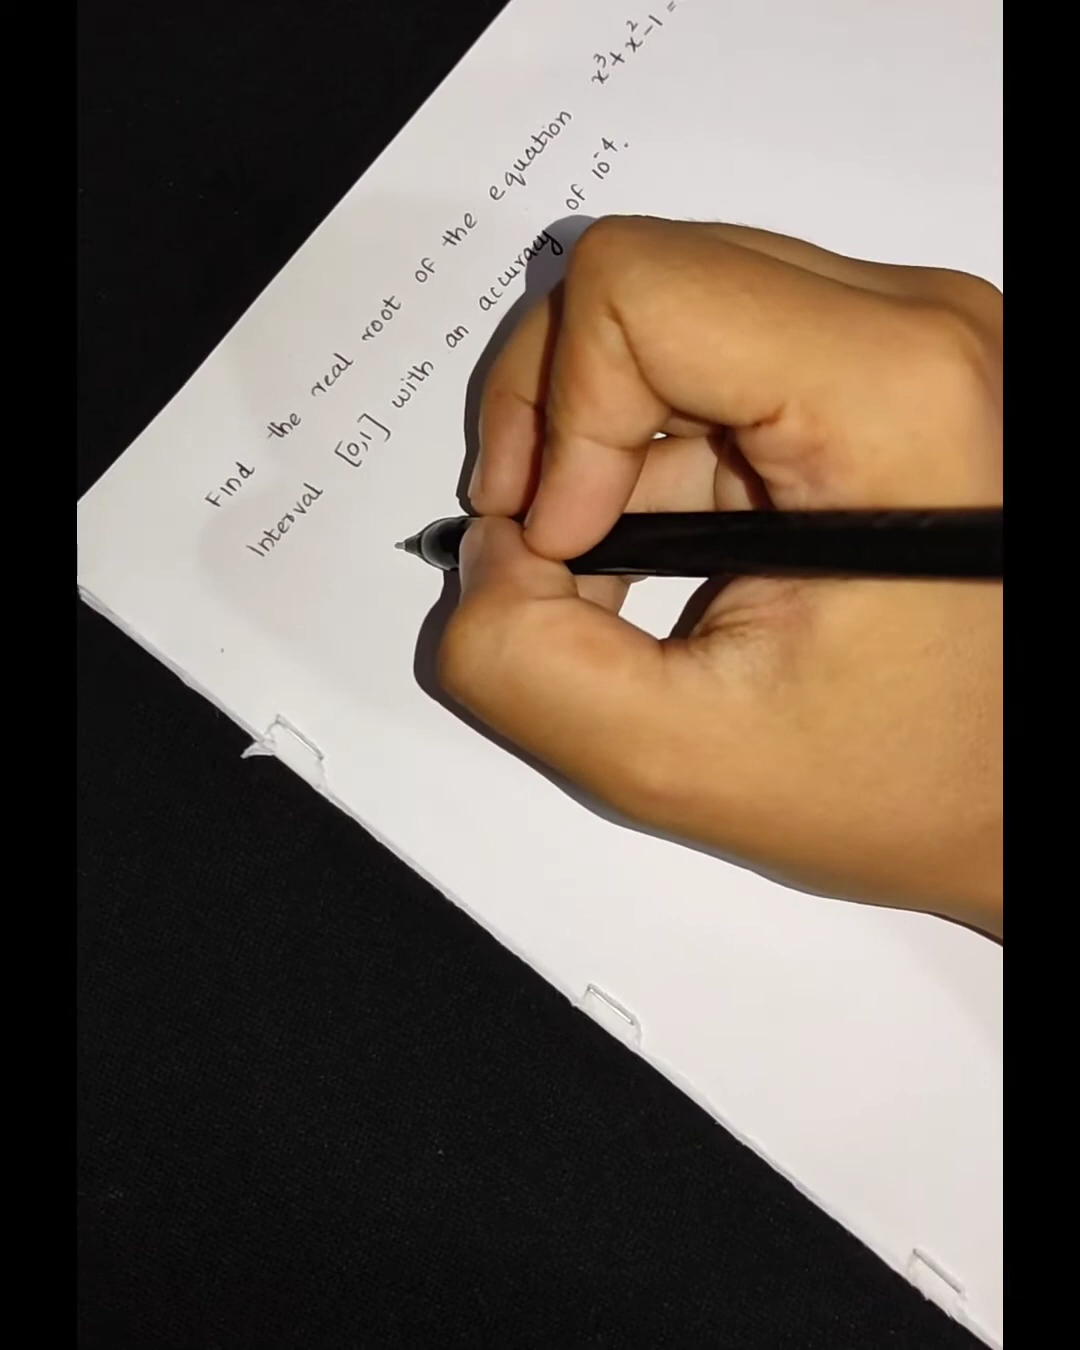 Find the real root of the equation x³+x²-1=
Interval [0,1] with an accuracy of 10⁻⁴.